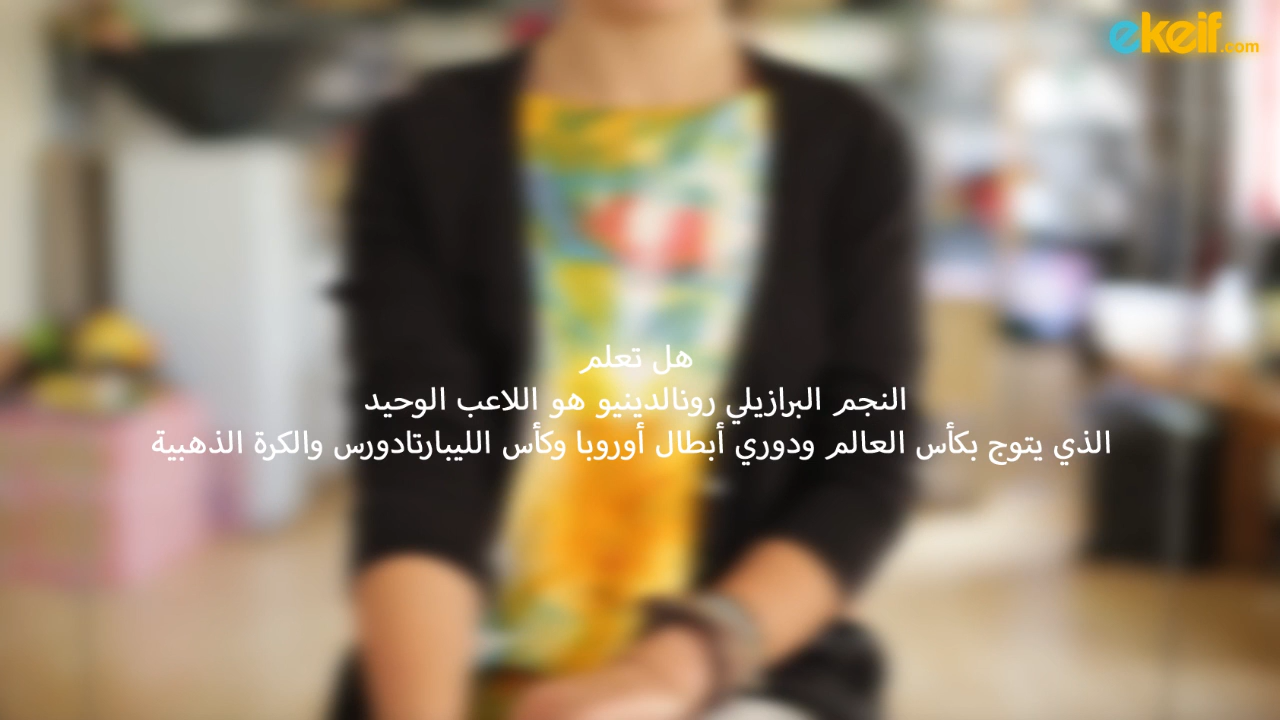 ekeif.com
هل تعلم
النجم البرازيلي رونالدينيو هو اللاعب الوحيد
الذي يتوج بكأس العالم ودوري أبطال أوروبا وكأس الليبارتادورس والكرة الذهبية